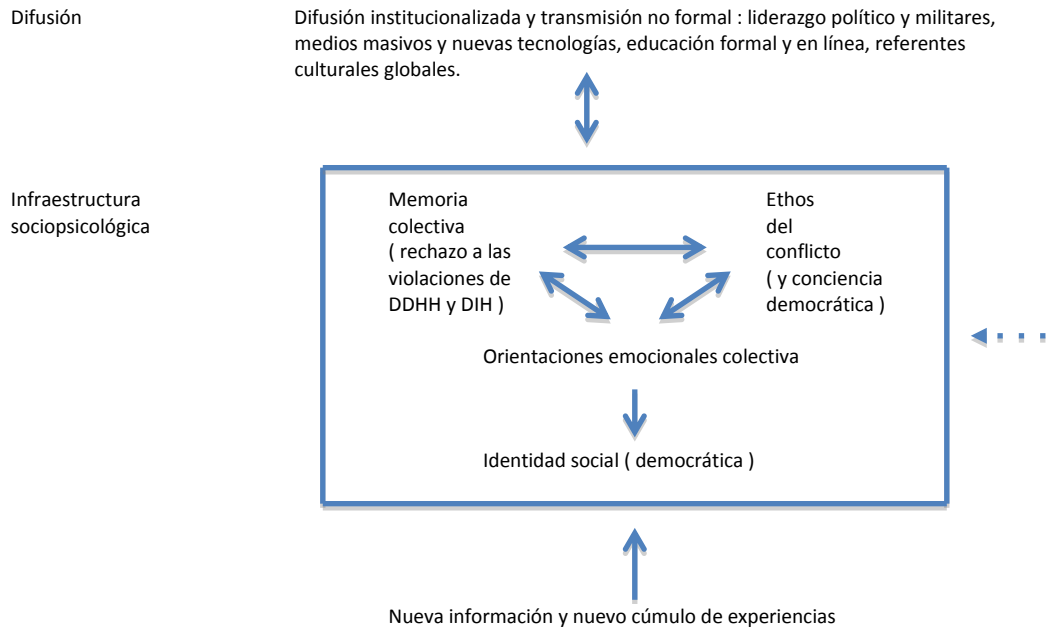 Difusión
Difusión institucionalizada y transmisión no formal : liderazgo político y militares,
medios masivos y nuevas tecnologías, educación formal y en línea, referentes
culturales globales.
Infraestructura
sociopsicológica
Memoria
colectiva
( rechazo a las
violaciones de
DDHH y DIH )
Ethos
del
conflicto
( y conciencia
democrática )
Orientaciones emocionales colectiva
Identidad social ( democrática )
Nueva información y nuevo cúmulo de experiencias